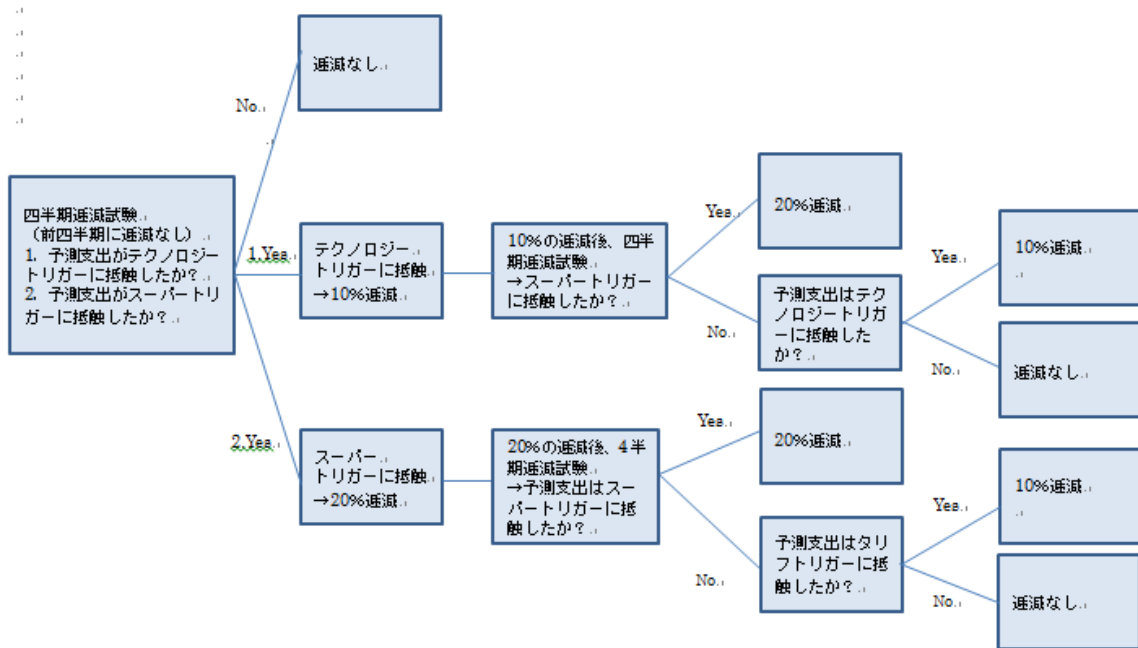 逓減なし
No.
四半期逓減試験
（前四半期に逓減なし）
1. 予測支出がテクノロジー
トリガーに抵触したか？
2. 予測支出がスーパートリ
ガーに抵触したか？
1.Yes
テクノロジー
トリガーに抵触
→10%逓減
10%の逓減後、四半
期逓減試験
→スーパートリガー
に抵触したか？
Yes
20%逓減
No.
予測支出はテク
ノロジートリガ
ーに抵触した
か？
Yes
10%逓減
No.
逓減なし
2.Yes
スーパー
トリガーに抵触
→20%逓減
20%の逓減後、4半
期逓減試験
→予測支出はスー
パートリガーに抵
触したか？
Yes
20%逓減
No.
予測支出はタリ
フトリガーに抵
触したか？
Yes
10%逓減
No.
逓減なし